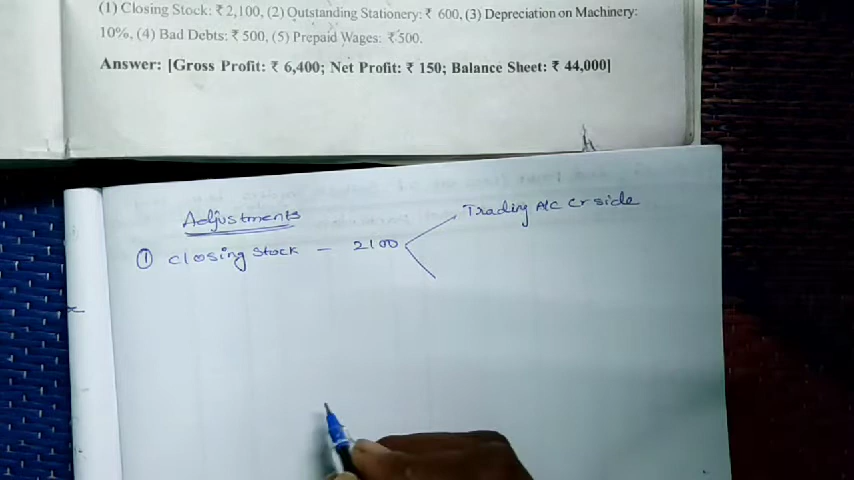 (1) Closing Stock: ₹ 2,100, (2) Outstanding Stationery: ₹ 600, (3) Depreciation on Machinery:
10%, (4) Bad Debts: ₹ 500, (5) Prepaid Wages: ₹ 500.
Answer: [Gross Profit: ₹ 6,400; Net Profit: ₹ 150; Balance Sheet: ₹ 44,000]
Adjustments
① closing stock - 2100 Trading A/C Cr side